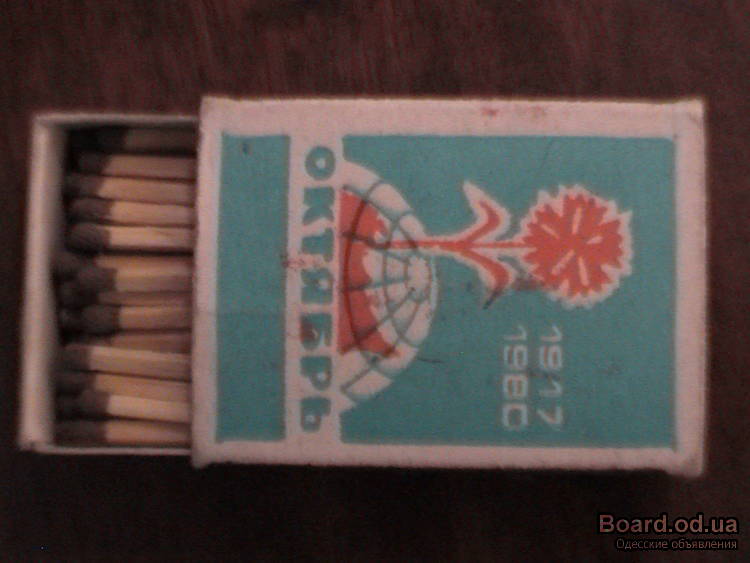 1917
1980
ОКТЯБРЬ
Board.od.ua
Одесские объявления